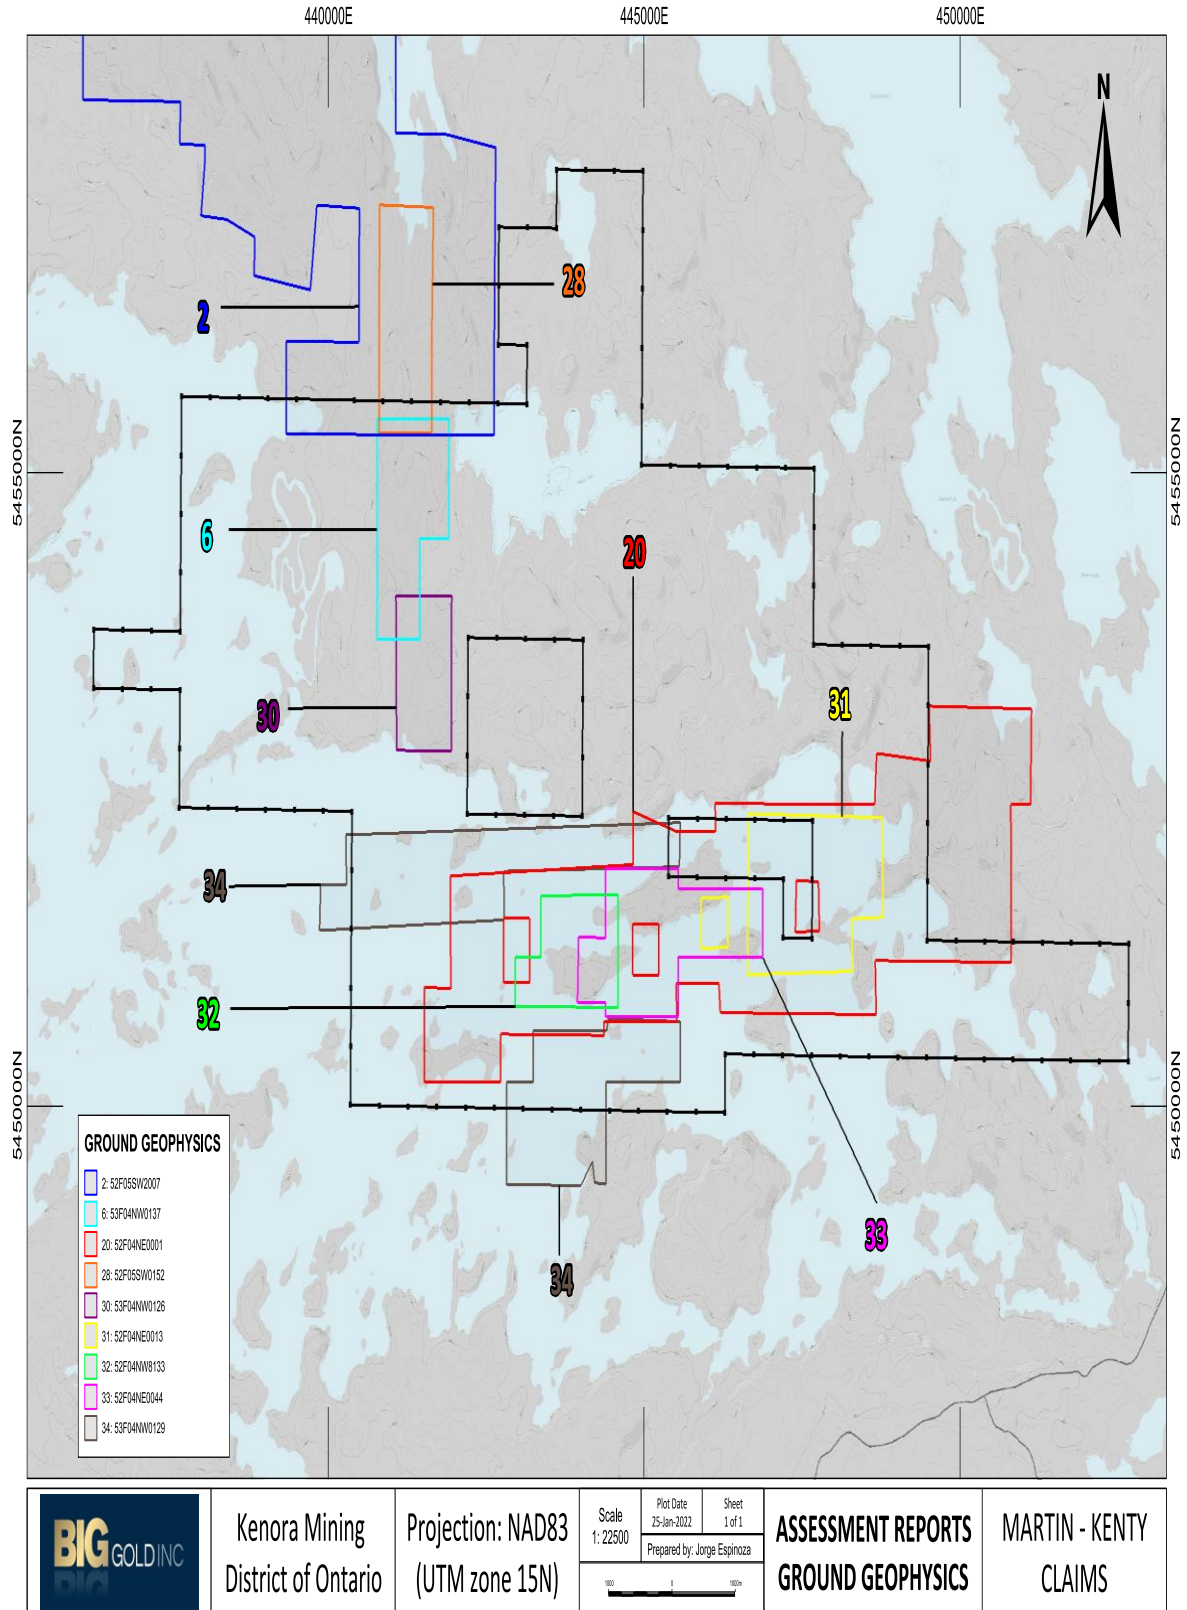 440000E
445000E
450000E
N
28
2
5455000N
5455000N
6
20
31
30
34
32
5450000N
5450000N
33
34
GROUND GEOPHYSICS
2: 52F05SW2007
6: 53F04NW0137
20: 52F04NE0001
28: 52F05SW0152
30: 53F04NW0126
31: 52F04NE0013
32: 52F04NW8133
33: 52F04NE0044
34: 53F04NW0129
BIG GOLD INC
Kenora Mining
District of Ontario
Projection: NAD83
(UTM zone 15N)
Scale
1: 22500
Plot Date
25-Jan-2022
Sheet
1 of 1
Prepared by: Jorge Espinoza
1000 0 1000m
ASSESSMENT REPORTS
GROUND GEOPHYSICS
MARTIN - KENTY
CLAIMS